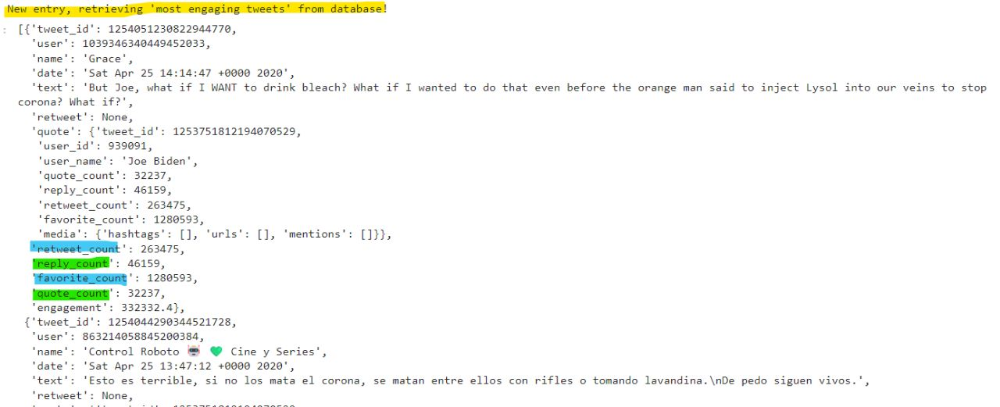 New entry, retrieving 'most engaging tweets' from database!
: [{'tweet_id': 1254051230822944770,
'user': 1039346340449452033,
'name': 'Grace',
'date': 'Sat Apr 25 14:14:47 +0000 2020',
'text': 'But Joe, what if I WANT to drink bleach? What if I wanted to do that even before the orange man said to inject Lysol into our veins to stop
corona? What if?',
'retweet': None,
'quote': {'tweet_id': 1253751812194070529,
'user_id': 939091,
'user_name': 'Joe Biden',
'quote_count': 32237,
'reply_count': 46159,
'retweet_count': 263475,
'favorite_count': 1280593,
'media': {'hashtags': [], 'urls': [], 'mentions': []}},
'retweet_count': 263475,
'reply_count': 46159,
'favorite_count': 1280593,
'quote_count': 32237,
'engagement': 332332.4},
{'tweet_id': 1254044290344521728,
'user': 863214058845200384,
'name': 'Control Roboto 🤖 💚 Cine y Series',
'date': 'Sat Apr 25 13:47:12 +0000 2020',
'text': 'Esto es terrible, si no los mata el corona, se matan entre ellos con rifles o tomando lavandina.\nDe pedo siguen vivos.',
'retweet': None,